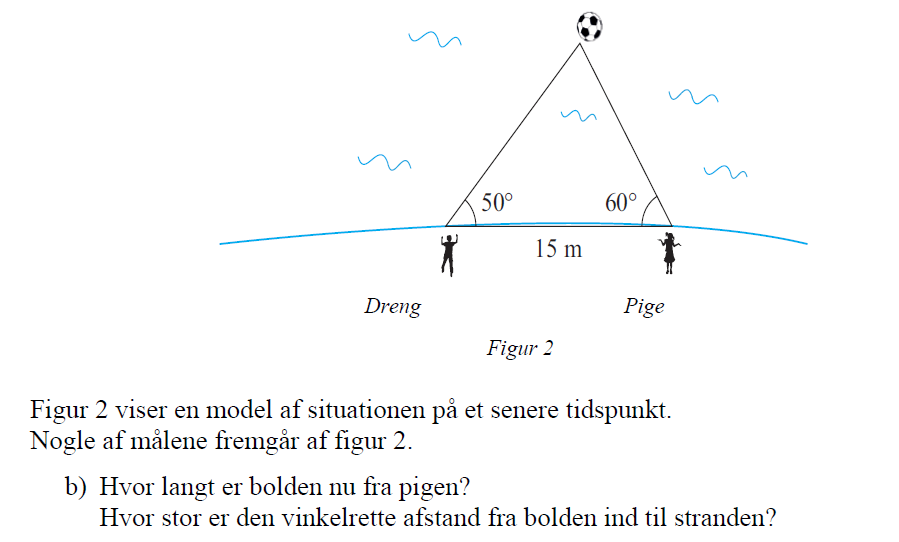 50° 60°
15 m
Dreng Pige
Figur 2
Figur 2 viser en model af situationen på et senere tidspunkt.
Nogle af målene fremgår af figur 2.
b) Hvor langt er bolden nu fra pigen?
Hvor stor er den vinkelrette afstand fra bolden ind til stranden?